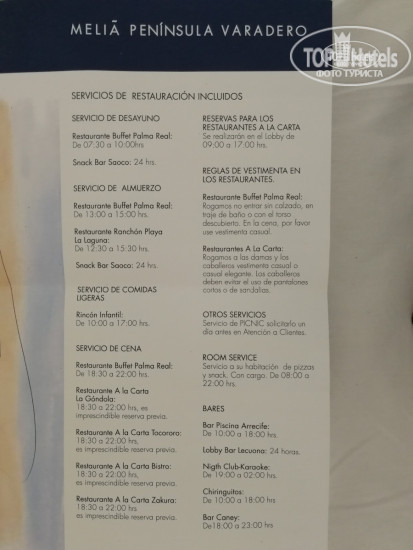 MELIÃ PENÍNSULA VARADERO
TOP Hotels
ФОТО ТУРИСТА
SERVICIOS DE RESTAURACIÓN INCLUIDOS
SERVICIO DE DESAYUNO
Restaurante Buffet Palma Real:
De 07:30 a 10:00hrs
Snack Bar Saoco: 24 hrs.
SERVICIO DE ALMUERZO
Restaurante Buffet Palma Real:
De 13:00 a 15:00 hrs.
Restaurante Ranchón Playa
La Laguna:
De 12:30 a 15:30 hrs.
Snack Bar Saoco: 24 hrs.
SERVICIO DE COMIDAS
LIGERAS
Rincón Infantil:
De 10:00 a 17:00 hrs.
SERVICIO DE CENA
Restaurante Buffet Palma Real:
De 18:30 a 22:00 hrs.
Restaurante A la Carta
La Góndola:
18:30 a 22:00 hrs, es
imprescindible reserva previa.
Restaurante A la Carta Tocororo:
18:30 a 22:00 hrs.
es imprescindible reserva previa.
Restaurante A la Carta Bistro:
18:30 a 22:00 hrs.
es imprescindible reserva previa.
Restaurante A la Carta Zakura:
18:30 a 22:00 hrs.
es imprescindible reserva previa.
RESERVAS PARA LOS
RESTAURANTES A LA CARTA
Se realizarán en el Lobby de
09:00 a 17:00 hrs.
REGLAS DE VESTIMENTA EN
LOS RESTAURANTES.
Restaurante Buffet Palma Real:
Rogamos no entrar sin calzado, en
traje de baño o con el torso
descubierto. En la cena, por favor
use vestimenta casual.
Restaurantes A La Carta:
Rogamos a las damas y los
caballeros vestimenta casual o
casual elegante. Los caballeros
deben evitar el uso de pantalones
cortos o de sandalias.
OTROS SERVICIOS
Servicio de PICNIC solicitarlo un
día antes en Atención a Clientes.
ROOM SERVICE
Servicio a su habitación de pizzas
y snack. Con cargo. De 08:00 a
22:00 hrs.
BARES
Bar Piscina Arrecife:
De 10:00 a 18:00 hrs.
Lobby Bar Lecuona: 24 horas.
Nigth Club-Karaoke:
De 19:00 a 02:00 hrs.
Chiringuitos:
De 10:00 a 18:00 hrs
Bar Caney:
De18:00 a 23:00 hrs